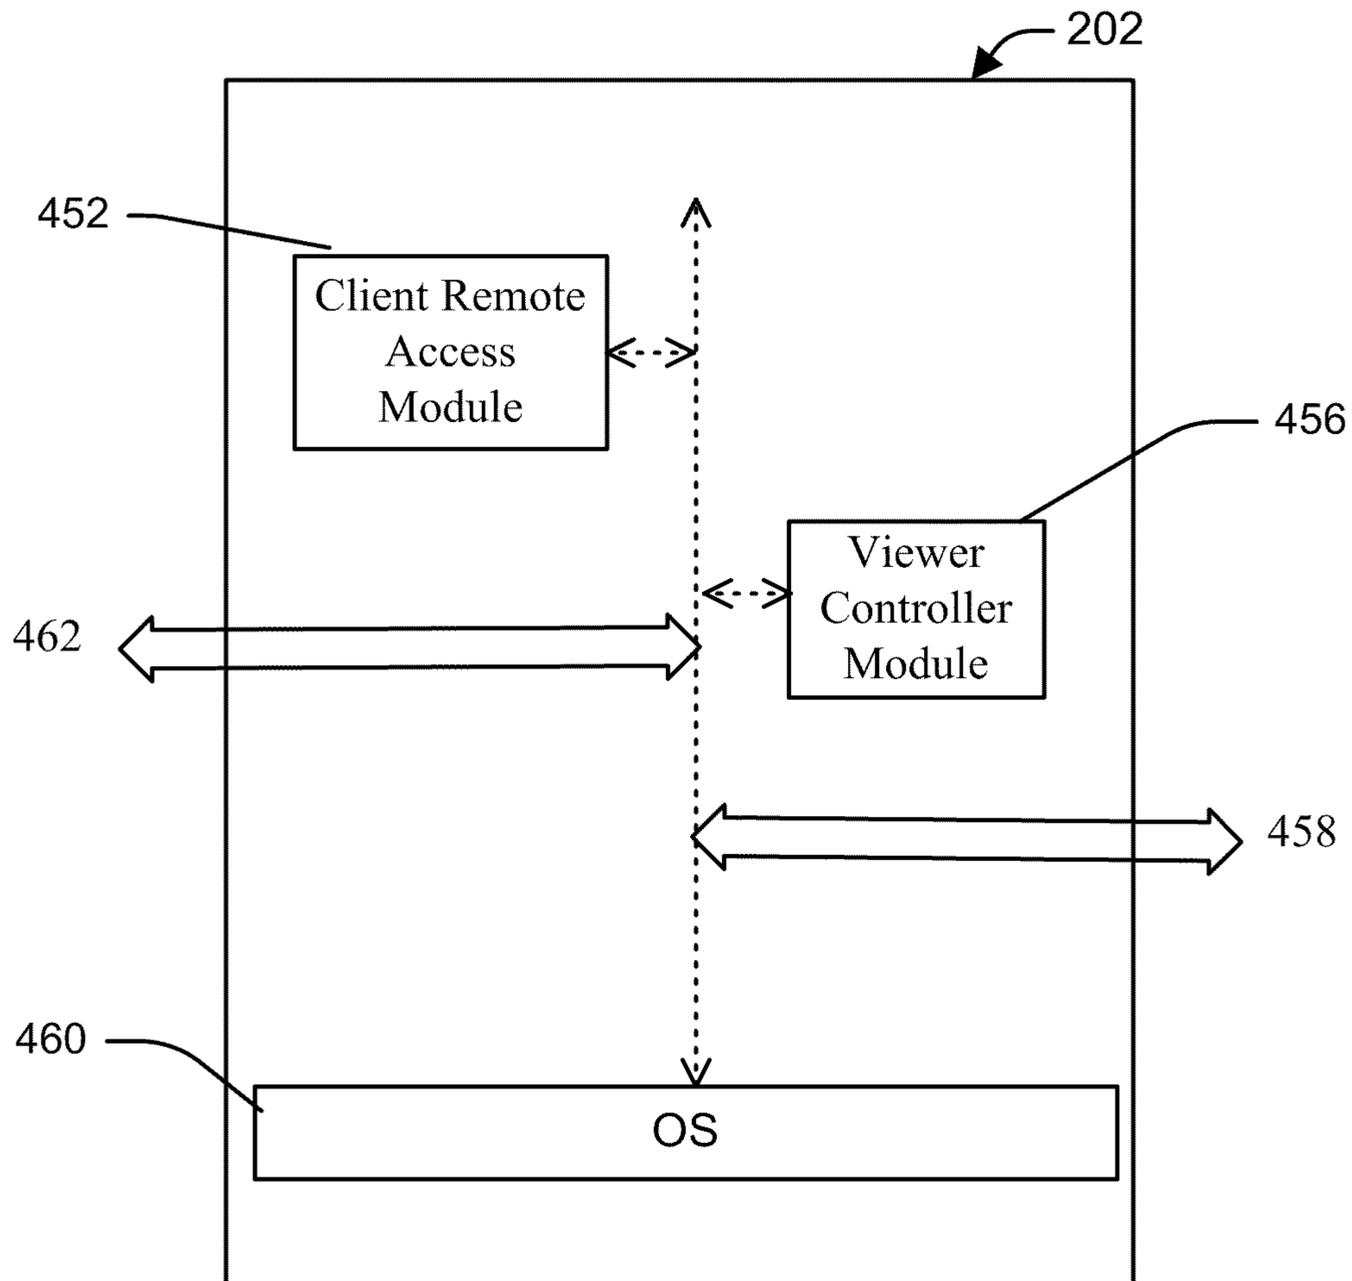 202
452
Client Remote
Access
Module
456
Viewer
Controller
Module
462
458
460
OS